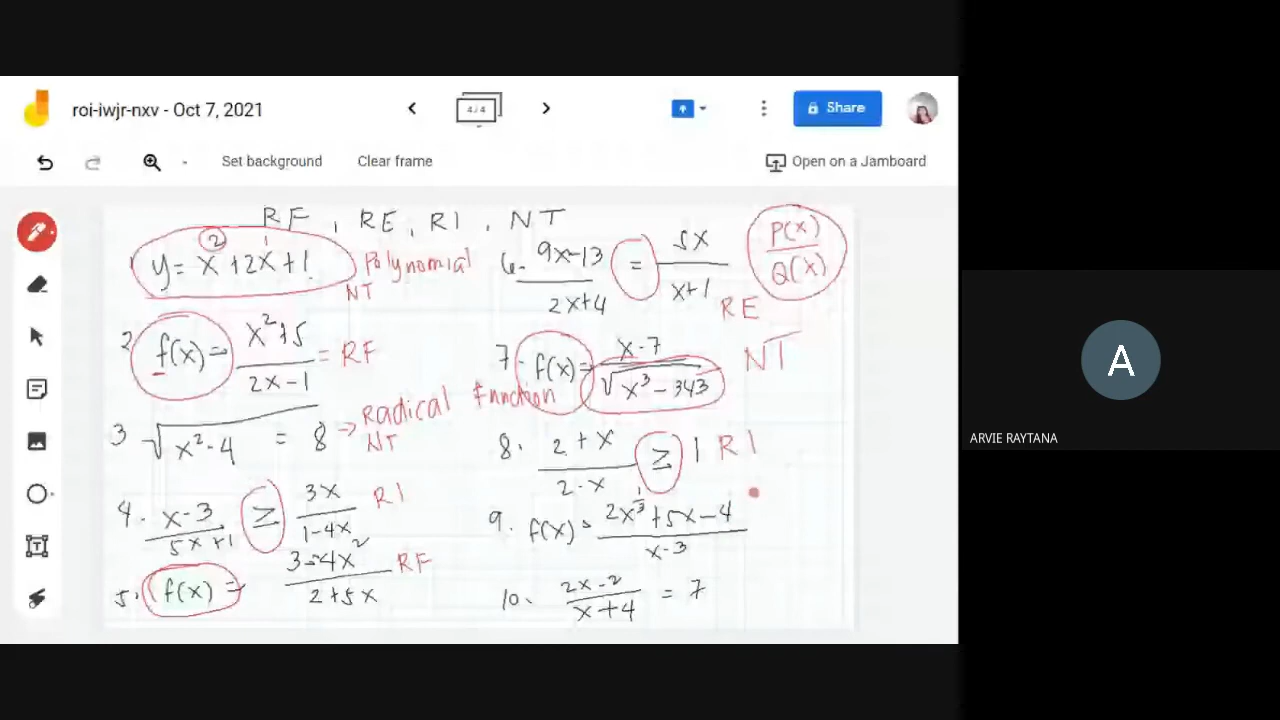 roi-iwjr-nxv - Oct 7, 2021
4/4
Share
Set background
Clear frame
Open on a Jamboard
RF, RE, RI, NT
1 y = x² + 2x + 1 Polynomial
NT
2 f(x) = (x² + 5)/(2x - 1) = RF
3 √(x² - 4) = 8 → Radical function
NT
4. (x - 3)/(5x + 1) ≥ 3x/(1 - 4x) RI
5. f(x) = (3 - 4x²)/(2 + 5x) RF
6. (9x - 13)/(2x + 4) = 5x/(x + 1) RE
P(x)/Q(x)
7. f(x) = (x - 7)/√(x³ - 343) NT
8. (2 + x)/(2 - x) ≥ 1 RI
9. f(x) = (2x^(1/3) + 5x - 4)/(x - 3)
10. (2x - 2)/(x + 4) = 7
A
ARVIE RAYTANA